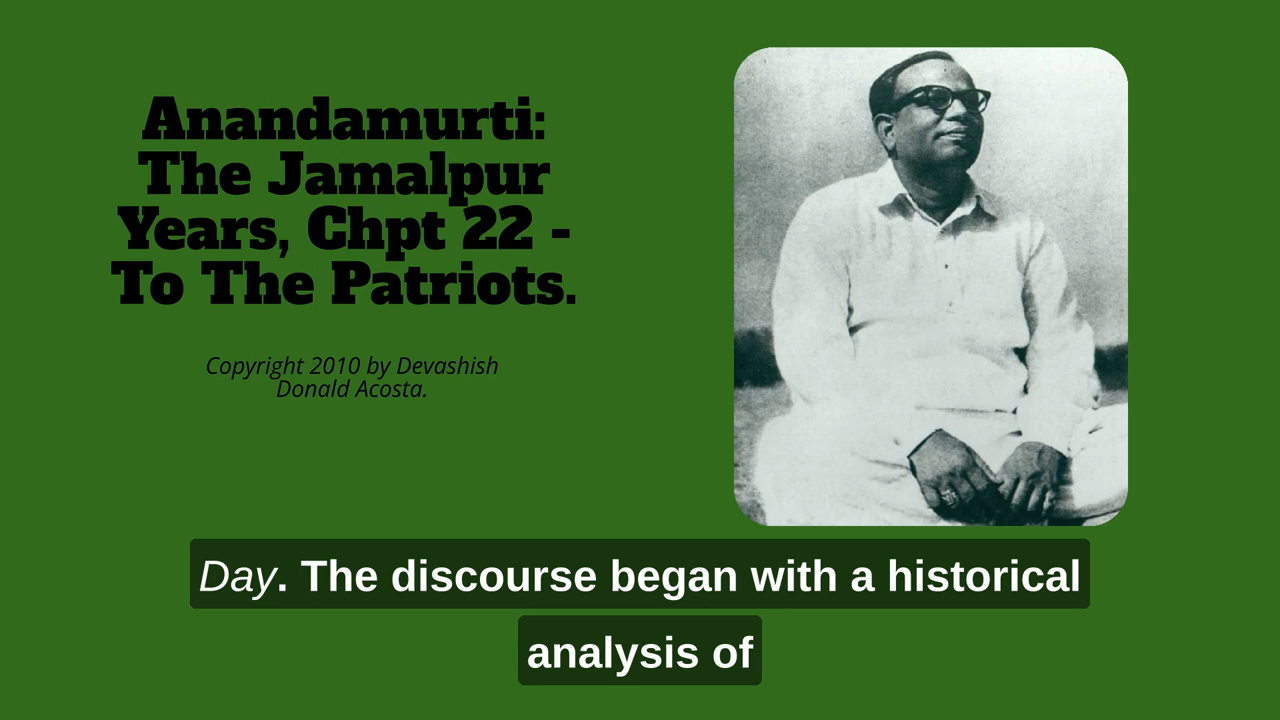 Anandamurti:
The Jamalpur
Years, Chpt 22 -
To The Patriots.
Copyright 2010 by Devashish
Donald Acosta.
Day. The discourse began with a historical
analysis of